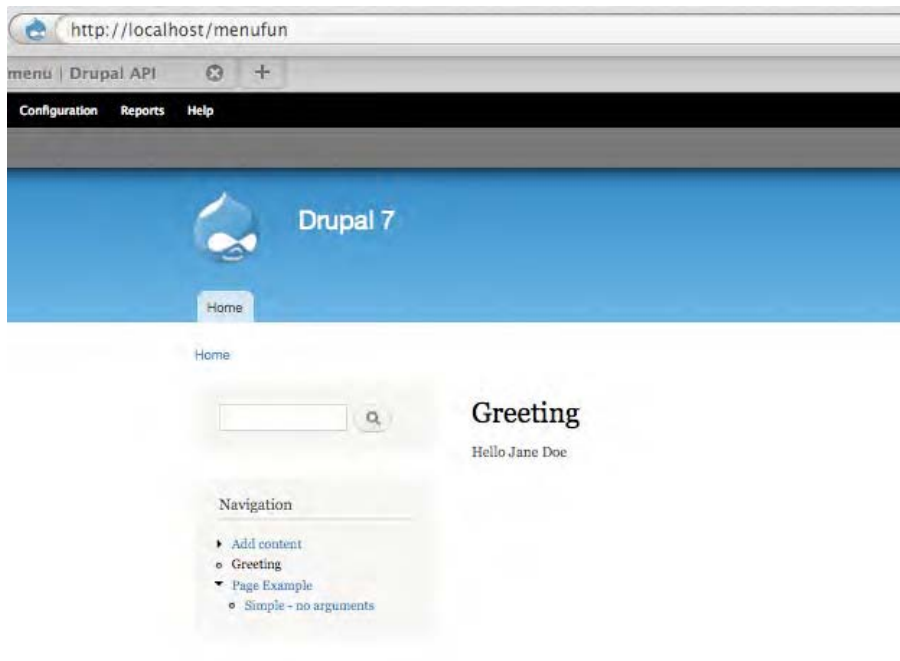 http://localhost/menufun
menu | Drupal API
Configuration Reports Help
Drupal 7
Home
Home
Greeting
Hello Jane Doe
Navigation
Add content
Greeting
Page Example
Simple - no arguments